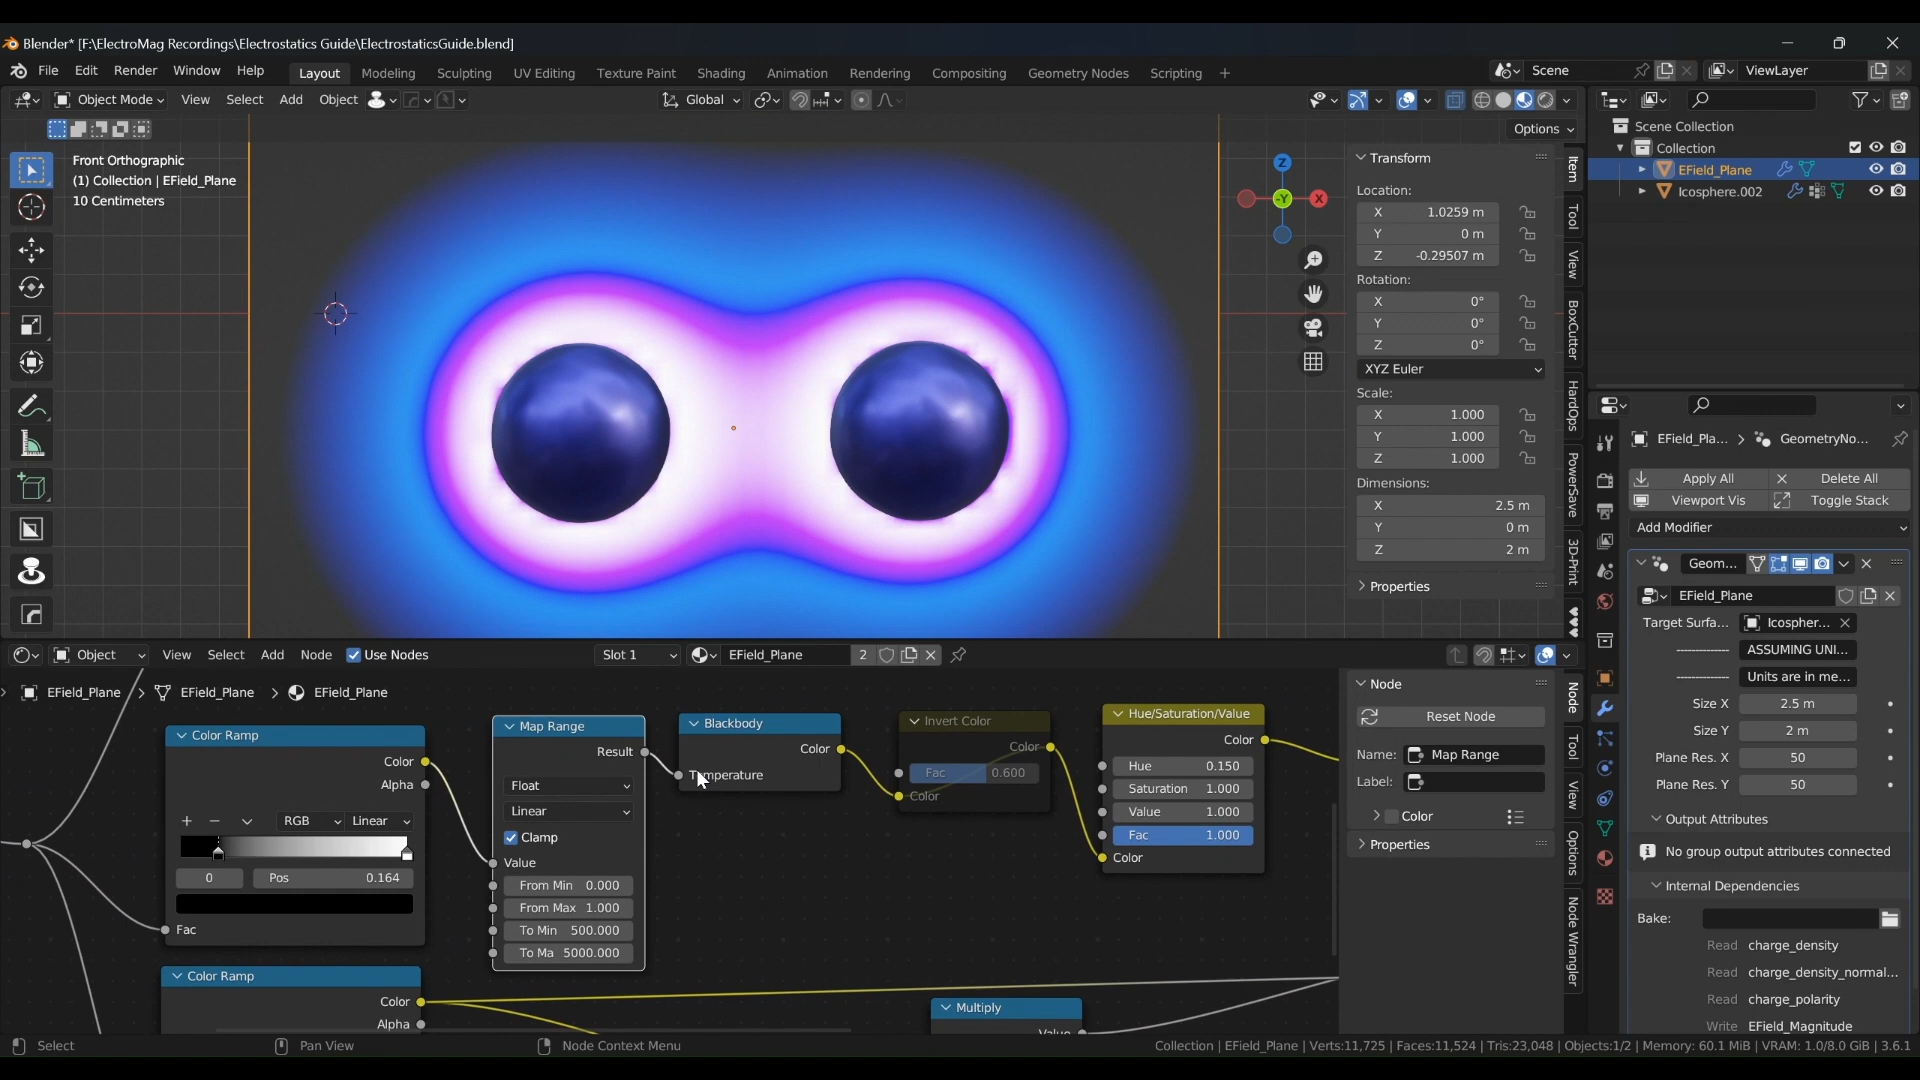 Blender* [F:\ElectroMag Recordings\Electrostatics Guide\ElectrostaticsGuide.blend]
File Edit Render Window Help
Layout Modeling Sculpting UV Editing Texture Paint Shading Animation Rendering Compositing Geometry Nodes Scripting +
Scene
ViewLayer
Object Mode View Select Add Object
Global
Options
Front Orthographic
(1) Collection | EField_Plane
10 Centimeters
Z
X
-Y
Transform
Location:
X 1.0259 m
Y 0 m
Z -0.29507 m
Rotation:
X 0°
Y 0°
Z 0°
XYZ Euler
Scale:
X 1.000
Y 1.000
Z 1.000
Dimensions:
X 2.5 m
Y 0 m
Z 2 m
Properties
Item
Tool
View
BoxCutter
HardOps
PowerSave
3D-Print
Scene Collection
Collection
EField_Plane
Icosphere.002
EField_Pla... > GeometryNo...
Apply All
Delete All
Viewport Vis
Toggle Stack
Add Modifier
Geom...
EField_Plane
Target Surfa... Icospher...
--------------- ASSUMING UNI...
--------------- Units are in me...
Size X 2.5 m
Size Y 2 m
Plane Res. X 50
Plane Res. Y 50
Output Attributes
No group output attributes connected
Internal Dependencies
Bake:
Read charge_density
Read charge_density_normal...
Read charge_polarity
Write EField_Magnitude
Object View Select Add Node Use Nodes
Slot 1
EField_Plane 2
EField_Plane > EField_Plane > EField_Plane
Color Ramp
Color
Alpha
RGB Linear
0 Pos 0.164
Fac
Color Ramp
Color
Alpha
Map Range
Result
Float
Linear
Clamp
Value
From Min 0.000
From Max 1.000
To Min 500.000
To Ma 5000.000
Blackbody
Color
Temperature
Invert Color
Color
Fac 0.600
Color
Hue/Saturation/Value
Color
Hue 0.150
Saturation 1.000
Value 1.000
Fac 1.000
Color
Multiply
Value
Node
Reset Node
Name: Map Range
Label:
Color
Properties
Node
Tool
View
Options
Node Wrangler
Select
Pan View
Node Context Menu
Collection | EField_Plane | Verts:11,725 | Faces:11,524 | Tris:23,048 | Objects:1/2 | Memory: 60.1 MiB | VRAM: 1.0/8.0 GiB | 3.6.1